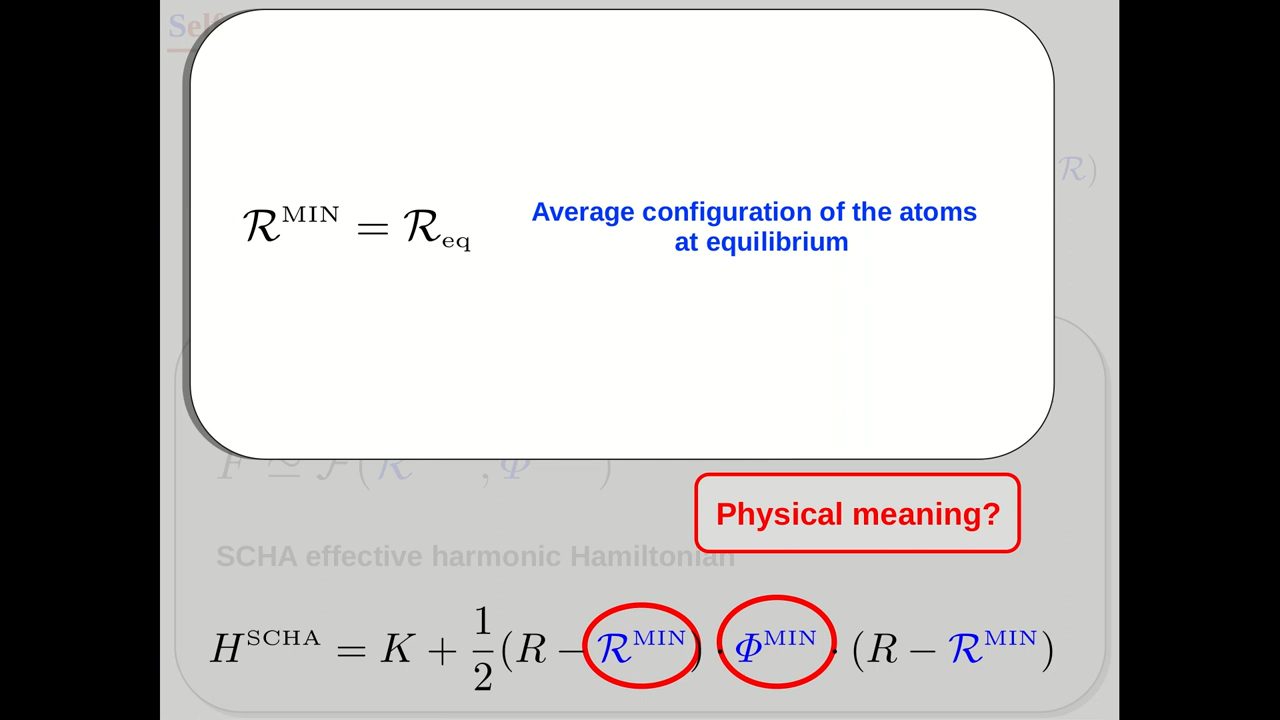 Self
ℛ)
ℛ^MIN = ℛ_eq
Average configuration of the atoms
at equilibrium
F ≃ ℱ(ℛ , Φ )
Physical meaning?
SCHA effective harmonic Hamiltonian
H^SCHA = K + 1/2 (R − ℛ^MIN) · Φ^MIN · (R − ℛ^MIN)